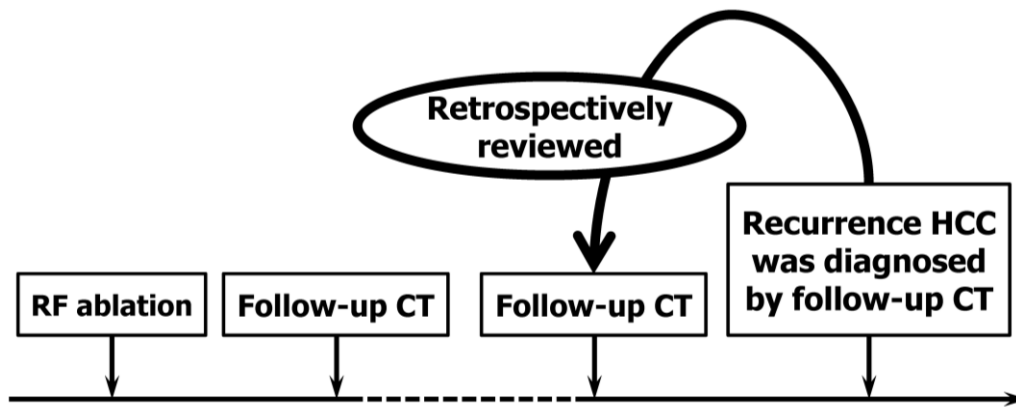 Retrospectively
reviewed
Recurrence HCC
was diagnosed
by follow-up CT
RF ablation
Follow-up CT
Follow-up CT